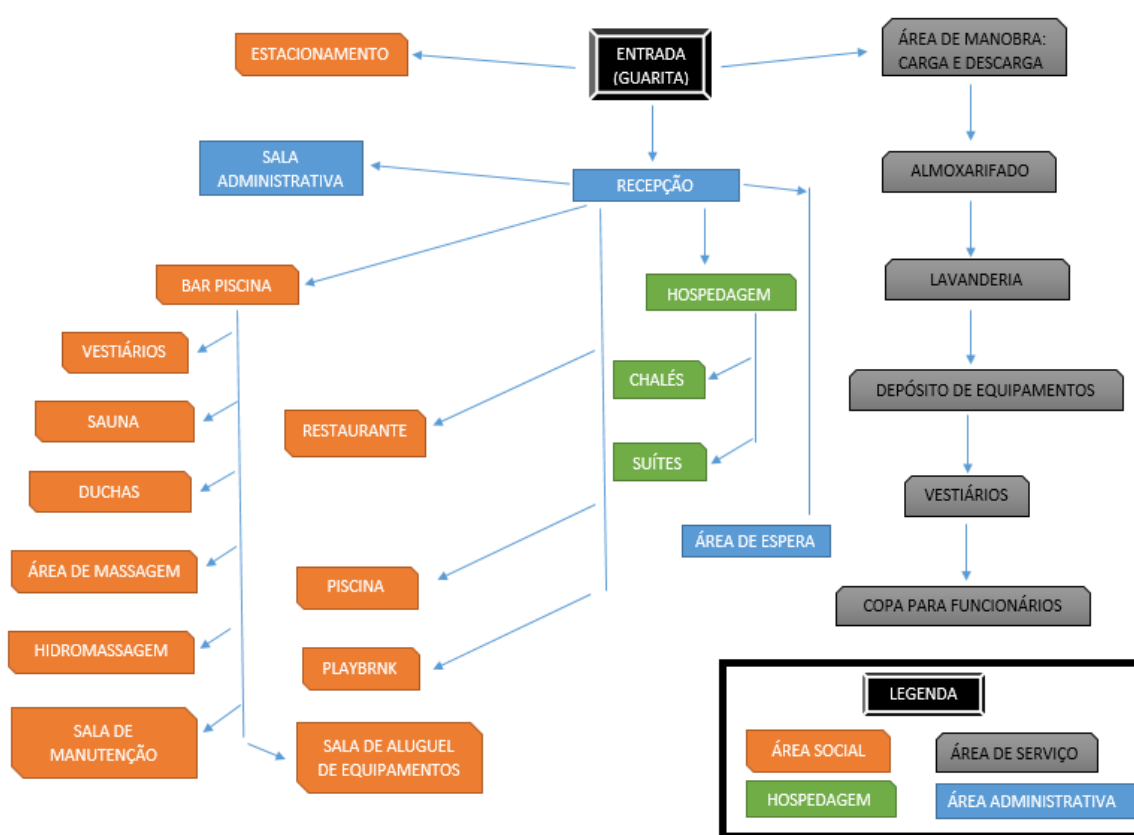 ESTACIONAMENTO
ENTRADA
(GUARITA)
ÁREA DE MANOBRA:
CARGA E DESCARGA
SALA
ADMINISTRATIVA
RECEPÇÃO
ALMOXARIFADO
BAR PISCINA
HOSPEDAGEM
LAVANDERIA
VESTIÁRIOS
CHALÉS
DEPÓSITO DE EQUIPAMENTOS
SAUNA
RESTAURANTE
SUÍTES
DUCHAS
VESTIÁRIOS
ÁREA DE ESPERA
ÁREA DE MASSAGEM
PISCINA
COPA PARA FUNCIONÁRIOS
HIDROMASSAGEM
PLAYBRNK
SALA DE
MANUTENÇÃO
SALA DE ALUGUEL
DE EQUIPAMENTOS
LEGENDA
ÁREA SOCIAL
ÁREA DE SERVIÇO
HOSPEDAGEM
ÁREA ADMINISTRATIVA